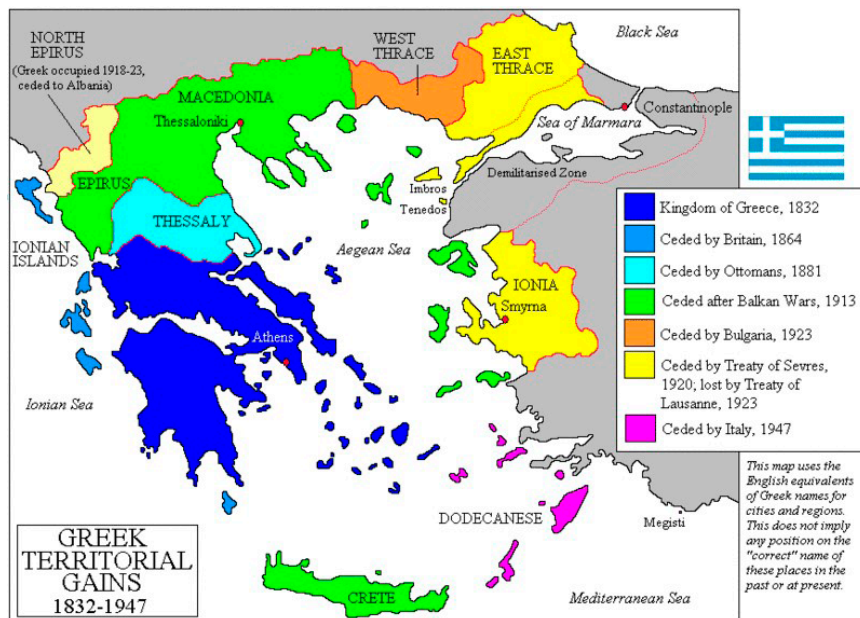 NORTH
EPIRUS
(Greek occupied 1918-23,
ceded to Albania)
WEST
THRACE
EAST
THRACE
Black Sea
MACEDONIA
Thessaloniki
Constantinople
Sea of Marmara
Demilitarised Zone
Imbros
Tenedos
EPIRUS
THESSALY
IONIAN
ISLANDS
Aegean Sea
IONIA
Smyrna
Athens
Ionian Sea
Kingdom of Greece, 1832
Ceded by Britain, 1864
Ceded by Ottomans, 1881
Ceded after Balkan Wars, 1913
Ceded by Bulgaria, 1923
Ceded by Treaty of Sevres,
1920; lost by Treaty of
Lausanne, 1923
Ceded by Italy, 1947
DODECANESE
Megisti
CRETE
Mediterranean Sea
GREEK
TERRITORIAL
GAINS
1832-1947
This map uses the
English equivalents
of Greek names for
cities and regions.
This does not imply
any position on the
"correct" name of
these places in the
past or at present.